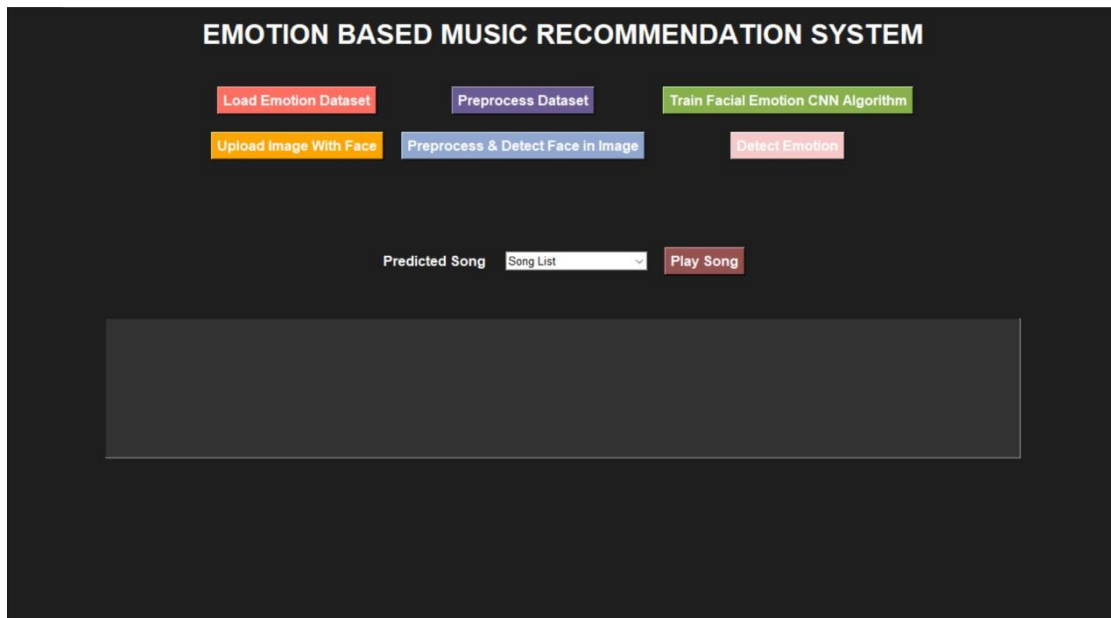 EMOTION BASED MUSIC RECOMMENDATION SYSTEM
Load Emotion Dataset Preprocess Dataset Train Facial Emotion CNN Algorithm
Upload Image With Face Preprocess & Detect Face in Image Detect Emotion
Predicted Song Song List Play Song